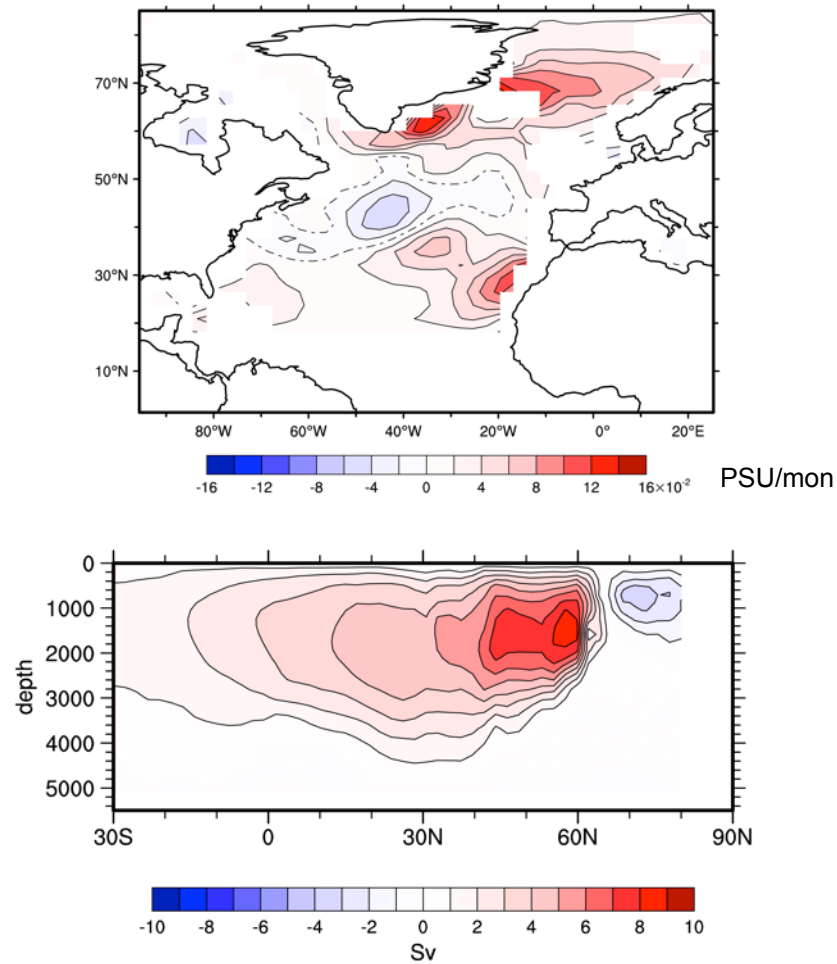 70°N
50°N
30°N
10°N
80°W 60°W 40°W 20°W 0° 20°E
-16 -12 -8 -4 0 4 8 12 16×10⁻²
PSU/mon
0
1000
2000
3000
4000
5000
depth
30S 0 30N 60N 90N
-10 -8 -6 -4 -2 0 2 4 6 8 10
Sv